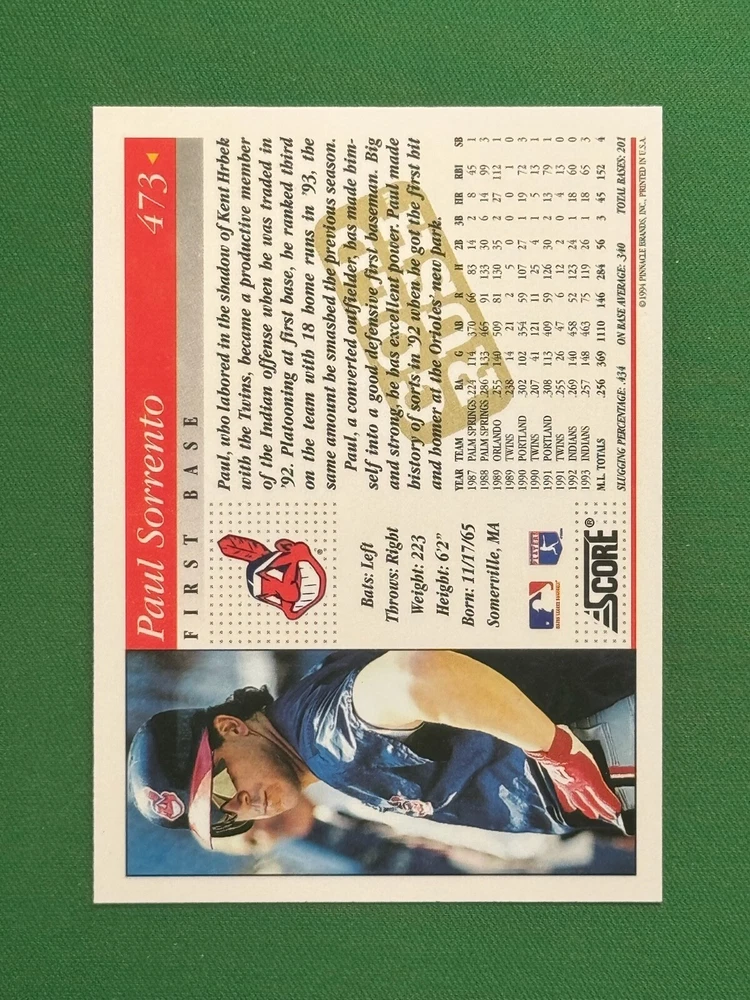 Paul Sorrento 473
FIRST BASE
Bats: Left
Throws: Right
Weight: 223
Height: 6'2"
Born: 11/17/65
Somerville, MA
PLAYERS
SCORE®
Paul, who labored in the shadow of Kent Hrbek
with the Twins, became a productive member
of the Indian offense when he was traded in
'92. Platooning at first base, he ranked third
on the team with 18 home runs in '93, the
same amount he smashed the previous season.
Paul, a converted outfielder, has made him-
self into a good defensive first baseman. Big
and strong, he has excellent power. Paul made
history of sorts in '92 when he got the first hit
and homer at the Orioles' new park.
YEAR TEAM BA G AB R H 2B 3B HR RBI SB
1987 PALM SPRINGS .224 114 370 66 83 14 2 8 45 1
1988 PALM SPRINGS .286 133 465 91 133 30 6 14 99 3
1989 ORLANDO .255 140 509 81 130 35 2 27 112 1
1989 TWINS .238 14 21 2 5 0 0 0 1 0
1990 PORTLAND .302 102 354 59 107 27 1 19 72 3
1990 TWINS .207 41 121 11 25 4 1 5 13 1
1991 PORTLAND .308 113 409 59 126 30 2 13 79 1
1991 TWINS .255 26 47 6 12 2 0 4 13 0
1992 INDIANS .269 140 458 52 123 24 1 18 60 0
1993 INDIANS .257 148 463 75 119 26 1 18 65 3
M.L. TOTALS .256 369 1110 146 284 56 3 45 152 4
SLUGGING PERCENTAGE: .434 ON BASE AVERAGE: .340 TOTAL BASES: 201
©1994 PINNACLE BRANDS, INC., PRINTED IN U.S.A.